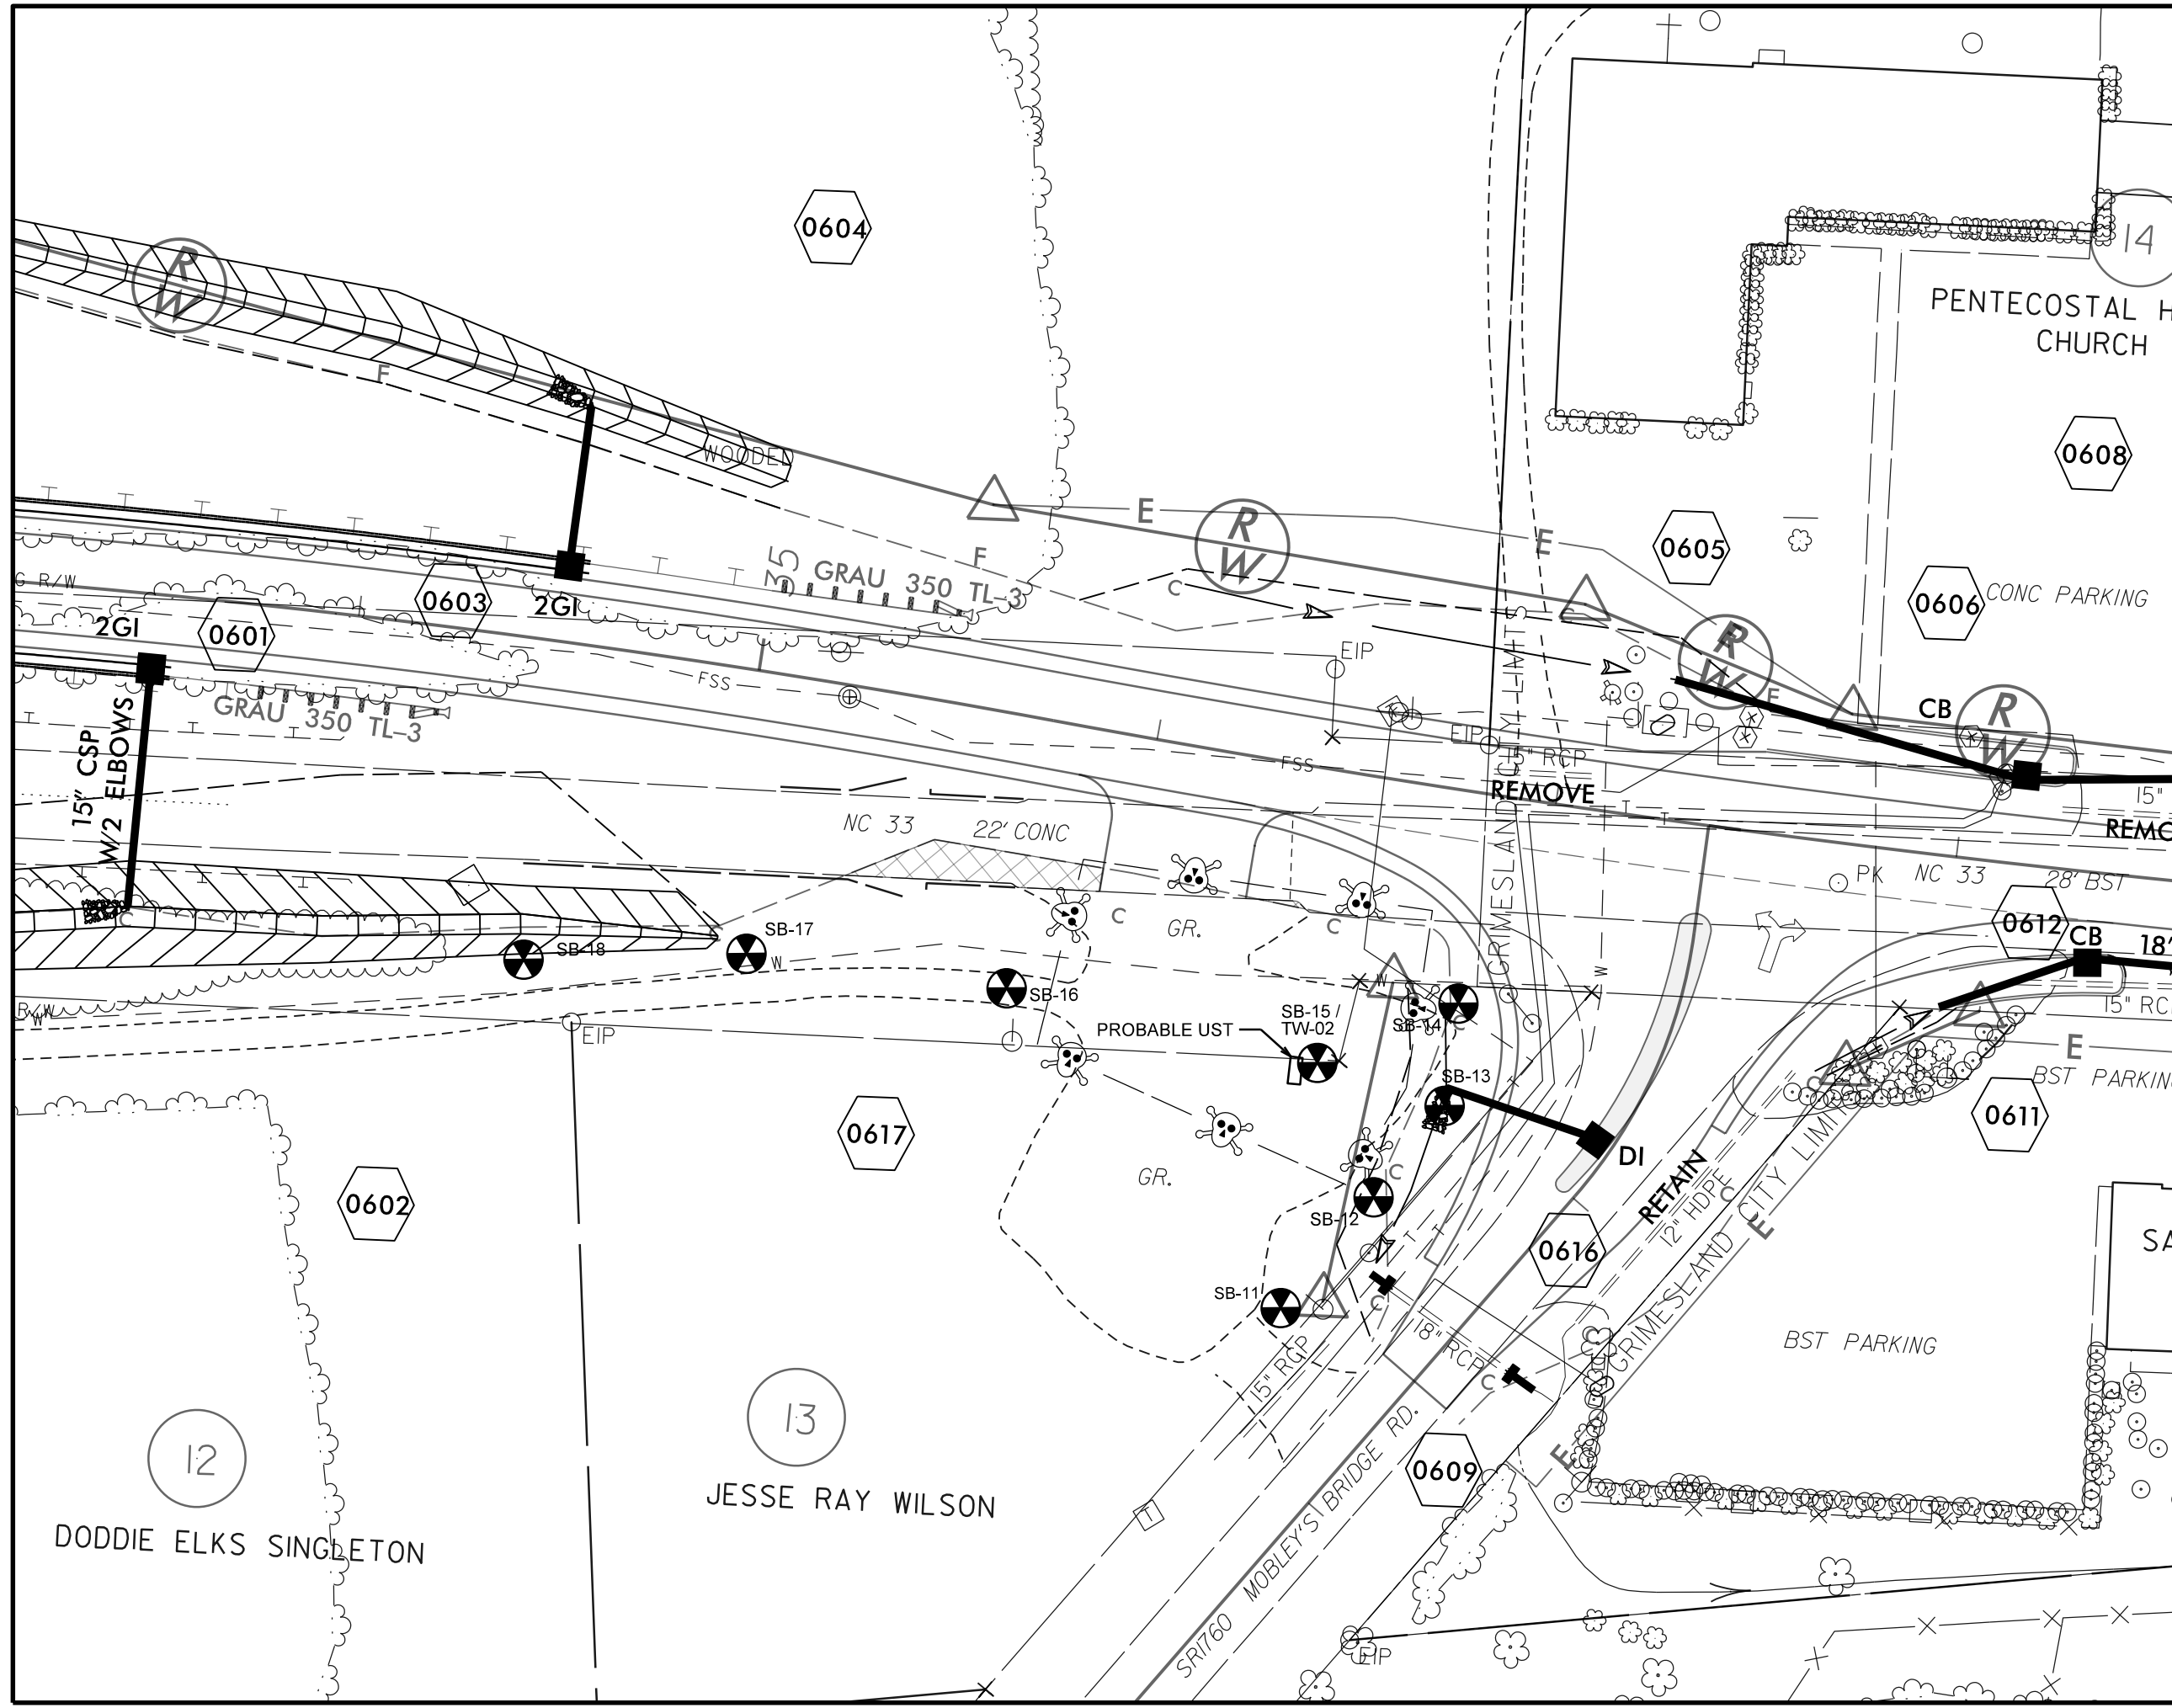 0604
14
PENTECOSTAL H
CHURCH
R
W
F
WOODED
0608
E
R
W
E
0605
0606
CONC PARKING
F
35
GRAU 350 TL-3
C
G R/W
0603
2GI
2GI
0601
EIP
R
W
F
CB
R
W
FSS
GRAU 350 TL-3
15" CSP
W/2 ELBOWS
EIP
15" RCP
FSS
REMOVE
T
T
15"
REMO
NC 33
22' CONC
GRIMESLAND CITY LIMITS
PK
NC 33
28' BST
C
C
GR.
C
0612
CB
18"
SB-17
SB-18
W
SB-16
W
W
15" RC
R/W
W
EIP
PROBABLE UST
SB-15 /
TW-02
SB-14
C
SB-13
E
BST PARKING
0611
0617
C
DI
GR.
C
SB-12
0602
RETAIN
12" HDPE
C
GRIMESLAND CITY LIMIT
E
0616
SA
SB-11
C
18" RCP
15" RCP
C
BST PARKING
13
JESSE RAY WILSON
12
DODDIE ELKS SINGLETON
E
0609
T
SR1760 MOBLEY'S BRIDGE RD.
EIP